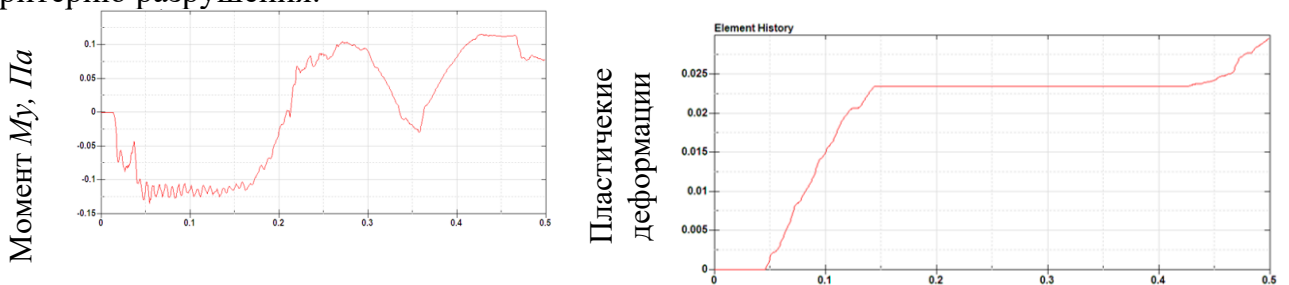 ритерию разрушения.
Момент My, Па
0.1
0.05
0
-0.05
-0.1
-0.15
0 0.1 0.2 0.3 0.4 0.5
Element History
Пластичекие
деформации
0.025
0.02
0.015
0.01
0.005
0
0 0.1 0.2 0.3 0.4 0.5